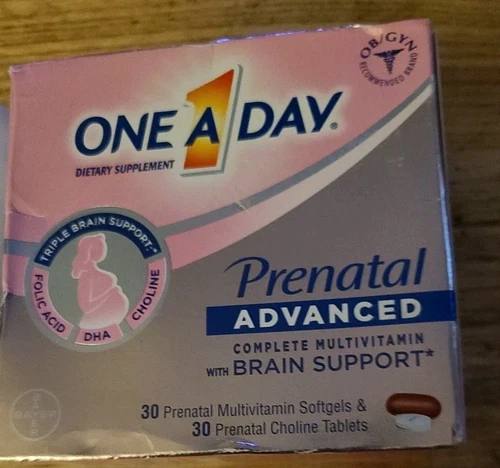 OB/GYN
RECOMMENDED BRAND
ONE A DAY®
1
DIETARY SUPPLEMENT
TRIPLE BRAIN SUPPORT:*
FOLIC ACID
DHA
CHOLINE
Prenatal
ADVANCED
COMPLETE MULTIVITAMIN
WITH BRAIN SUPPORT*
BAYER
30 Prenatal Multivitamin Softgels &
30 Prenatal Choline Tablets